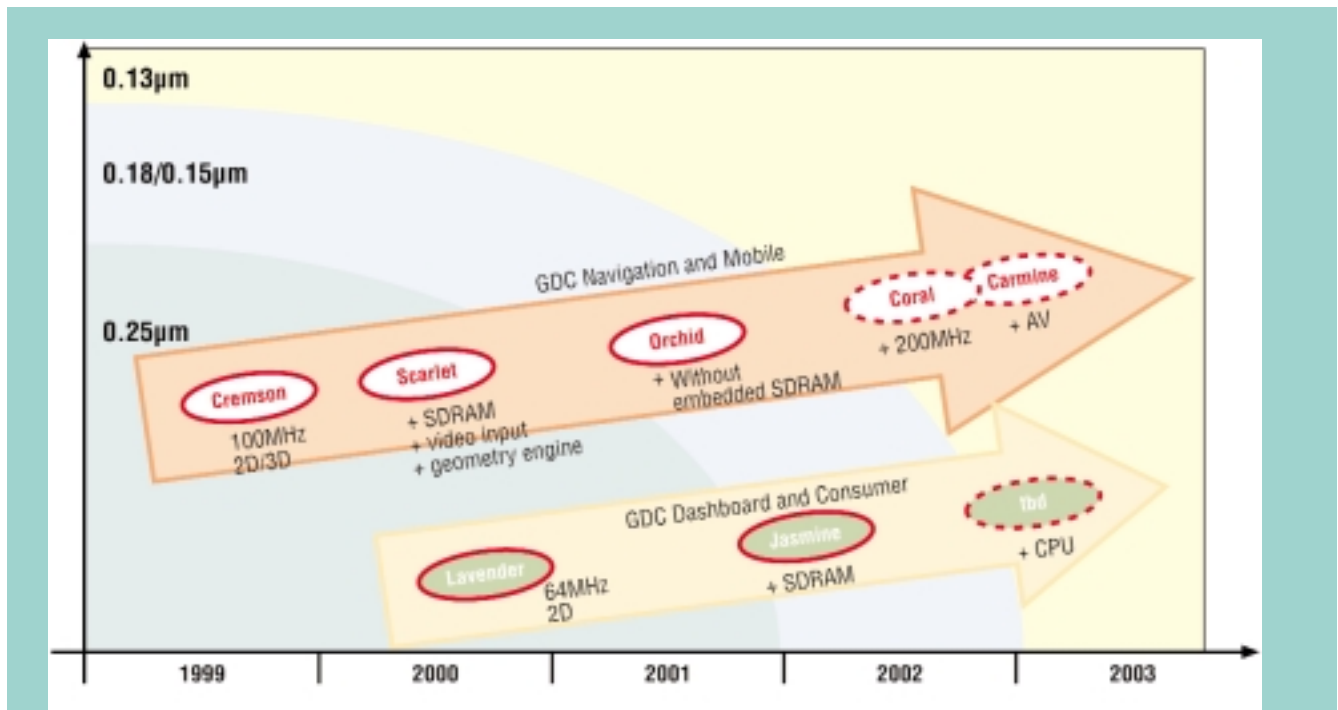 0.13µm
0.18/0.15µm
0.25µm
GDC Navigation and Mobile
Cremson
100MHz
2D/3D
Scarlet
+ SDRAM
+ video input
+ geometry engine
Orchid
+ Without
embedded SDRAM
Coral
+ 200MHz
Carmine
+ AV
GDC Dashboard and Consumer
Lavender
64MHz
2D
Jasmine
+ SDRAM
tbd
+ CPU
1999
2000
2001
2002
2003